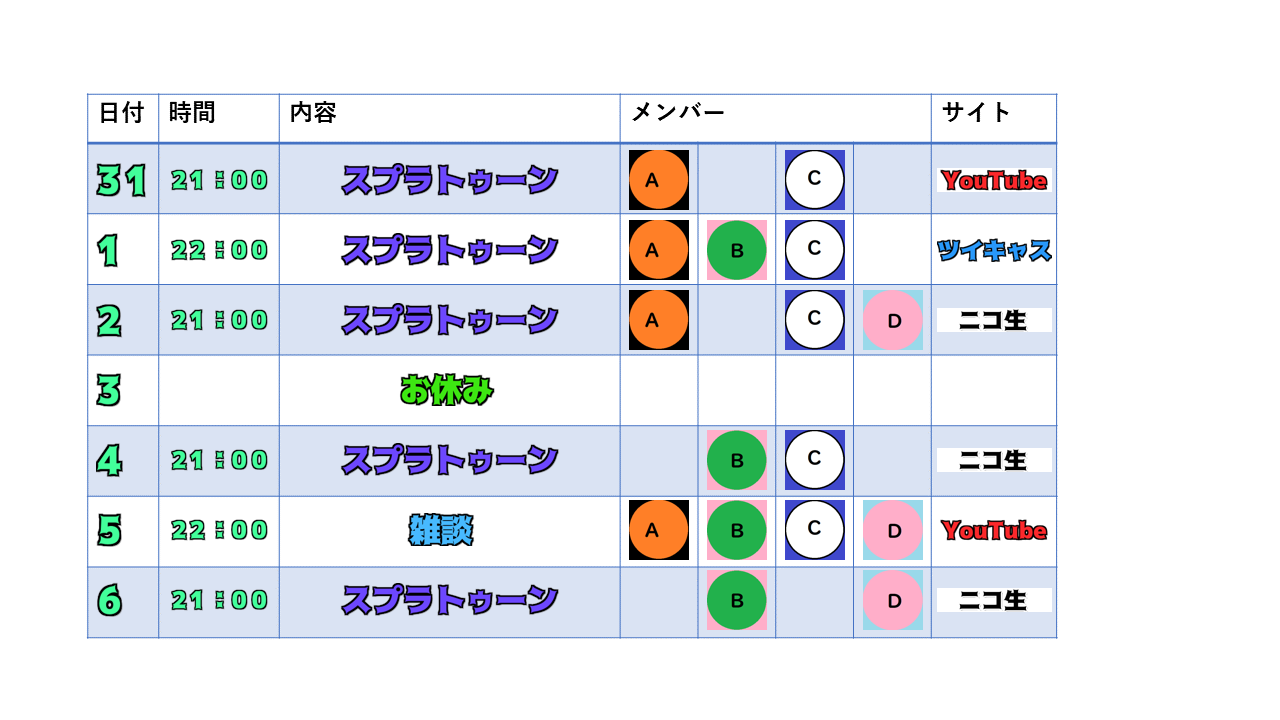 日付 時間 内容 メンバー サイト
31 21:00 スプラトゥーン A C YouTube
1 22:00 スプラトゥーン A B C ツイキャス
2 21:00 スプラトゥーン A C D ニコ生
3 お休み
4 21:00 スプラトゥーン B C ニコ生
5 22:00 雑談 A B C D YouTube
6 21:00 スプラトゥーン B D ニコ生